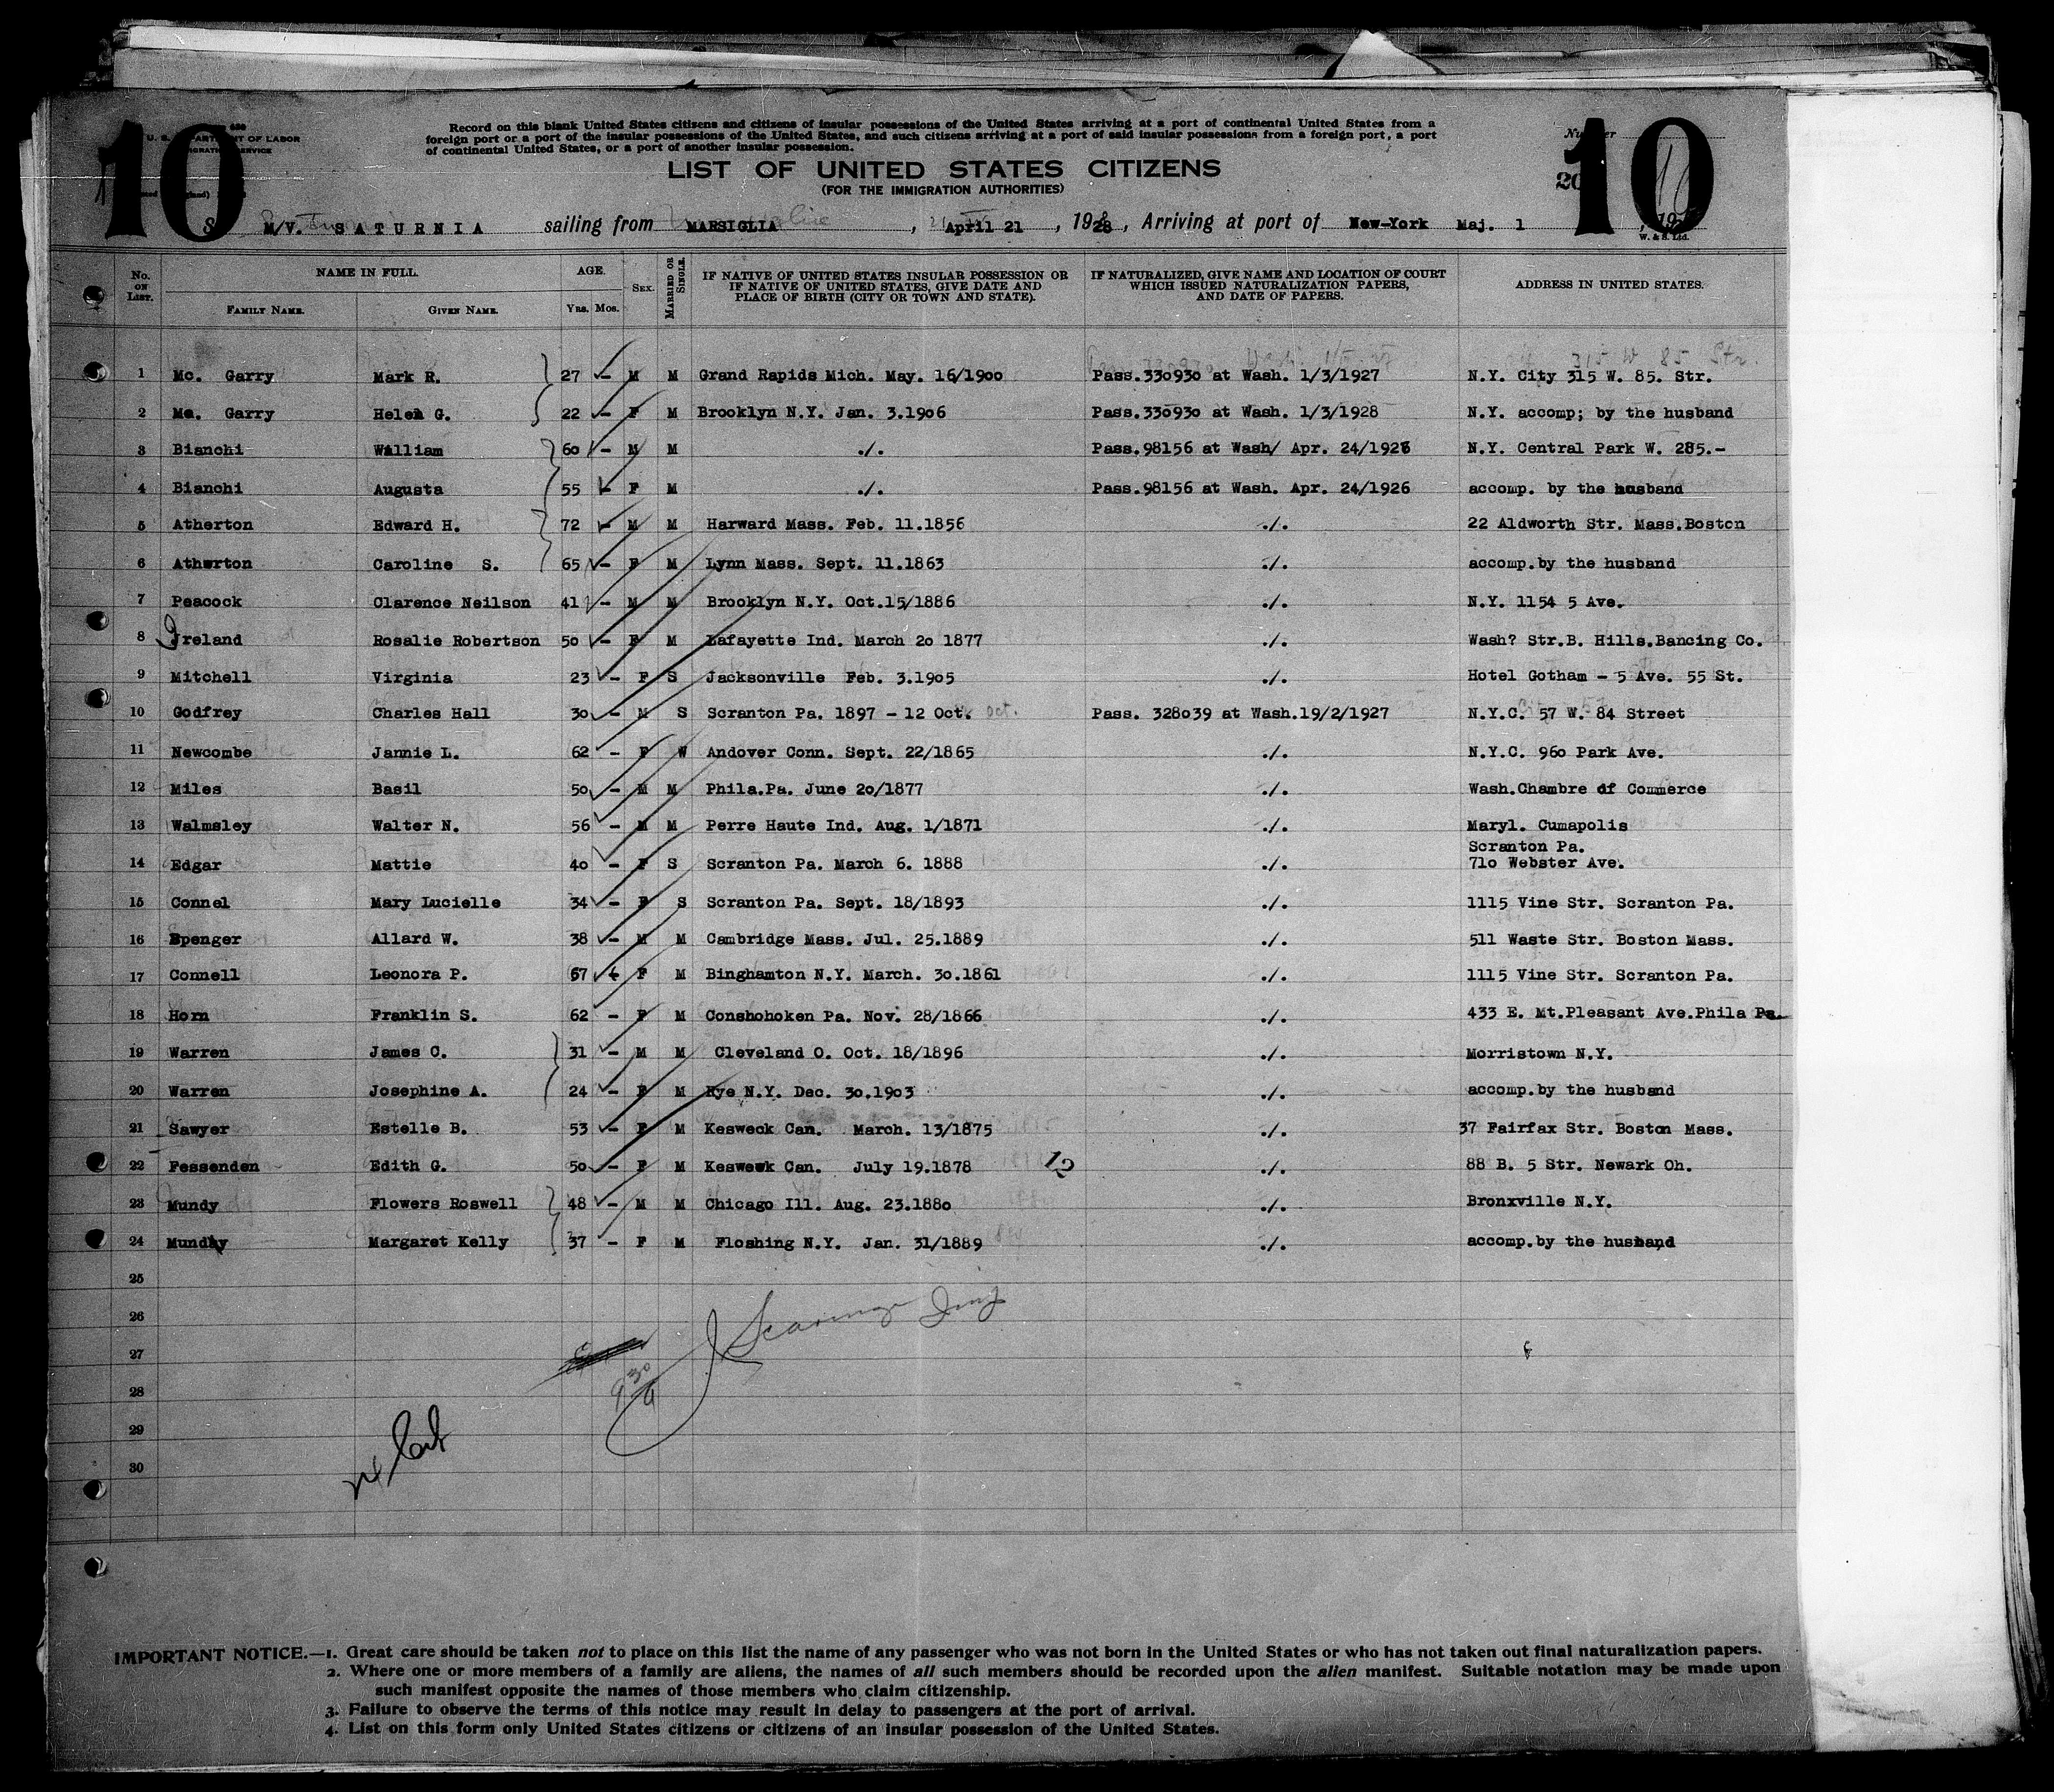 10
10
U. S. DEPARTMENT OF LABOR
IMMIGRATION SERVICE
Record on this blank United States citizens and citizens of insular possessions of the United States arriving at a port of continental United States from a
foreign port or a port of the insular possessions of the United States, and such citizens arriving at a port of said insular possessions from a foreign port, a port
of continental United States, or a port of another insular possession.
LIST OF UNITED STATES CITIZENS
(FOR THE IMMIGRATION AUTHORITIES)
M/V. SATURNIA sailing from MARSIGLIA, April 21, 1928, Arriving at port of New-York Maj. 1
W. & S. Ltd.
No. ON LIST. NAME IN FULL. AGE. SEX. MARRIED OR SINGLE. IF NATIVE OF UNITED STATES INSULAR POSSESSION OR IF NATIVE OF UNITED STATES, GIVE DATE AND PLACE OF BIRTH (CITY OR TOWN AND STATE). IF NATURALIZED, GIVE NAME AND LOCATION OF COURT WHICH ISSUED NATURALIZATION PAPERS, AND DATE OF PAPERS. ADDRESS IN UNITED STATES.
FAMILY NAME. GIVEN NAME. Yrs. Mos.
315 W 85 Str.
1 Mc. Garry Mark R. 27 - M M Grand Rapids Mich. May. 16/1900 Pass.330930 at Wash. 1/3/1927 N.Y. City 315 W. 85. Str.
2 Mc. Garry Helen G. 22 - F M Brooklyn N.Y. Jan. 3.1906 Pass.330930 at Wash. 1/3/1928 N.Y. accomp; by the husband
3 Bianchi William 60 - M M ./. Pass.98156 at Wash/ Apr. 24/1926 N.Y. Central Park W. 285.-
4 Bianchi Augusta 55 - F M ./. Pass.98156 at Wash. Apr. 24/1926 accomp. by the husband
5 Atherton Edward H. 72 - M M Harward Mass. Feb. 11.1856 ./. 22 Aldworth Str. Mass.Boston
6 Atherton Caroline S. 65 - F M Lynn Mass. Sept. 11.1863 ./. accomp.by the husband
7 Peacock Clarence Neilson 41 - M M Brooklyn N.Y. Oct.15/1886 ./. N.Y. 1154 5 Ave.
8 Ireland Rosalie Robertson 50 - F M Lafayette Ind. March 20 1877 ./. Wash? Str.B. Hills.Bancing Co.
9 Mitchell Virginia 23 - F S Jacksonville Feb. 3.1905 ./. Hotel Gotham - 5 Ave. 55 St.
10 Godfrey Charles Hall 30 - M S Scranton Pa. 1897 - 12 Oct. Pass. 328039 at Wash.19/2/1927 N.Y.C. 57 W. 84 Street
11 Newcombe Jannie L. 62 - F W Andover Conn. Sept. 22/1865 ./. N.Y.C. 960 Park Ave.
12 Miles Basil 50 - M M Phila.Pa. June 20/1877 ./. Wash.Chambre of Commerce
13 Walmsley Walter N. 56 - M M Perre Haute Ind. Aug. 1/1871 ./. Maryl. Cumapolis
Scranton Pa.
14 Edgar Mattie 40 - F S Scranton Pa. March 6. 1888 ./. 710 Webster Ave.
15 Connel Mary Lucielle 34 - F S Scranton Pa. Sept. 18/1893 ./. 1115 Vine Str. Scranton Pa.
16 Spenger Allard W. 38 - M M Cambridge Mass. Jul. 25.1889 ./. 511 Waste Str. Boston Mass.
17 Connell Leonora P. 67 - F M Binghamton N.Y. March. 30.1861 ./. 1115 Vine Str. Scranton Pa.
18 Horn Franklin S. 62 - F M Conshohoken Pa. Nov. 28/1866 ./. 433 E. Mt.Pleasant Ave.Phila Pa.
19 Warren James C. 31 - M M Cleveland O. Oct. 18/1896 ./. Morristown N.Y.
20 Warren Josephine A. 24 - F M Rye N.Y. Dec. 30.1903 ./. accomp.by the husband
21 Sawyer Estelle B. 53 - F M Kesweck Can. March. 13/1875 ./. 37 Fairfax Str. Boston Mass.
22 Fessenden Edith G. 50 - F M Kesweek Can. July 19.1878 12 ./. 88 B. 5 Str. Newark Oh.
23 Mundy Flowers Roswell 48 - M M Chicago Ill. Aug. 23.1880 ./. Bronxville N.Y.
24 Mundy Margaret Kelly 37 - F M Floshing N.Y. Jan. 31/1889 ./. accomp.by the husband
25
26
27
28
29
30
IMPORTANT NOTICE.—1. Great care should be taken not to place on this list the name of any passenger who was not born in the United States or who has not taken out final naturalization papers.
2. Where one or more members of a family are aliens, the names of all such members should be recorded upon the alien manifest. Suitable notation may be made upon
such manifest opposite the names of those members who claim citizenship.
3. Failure to observe the terms of this notice may result in delay to passengers at the port of arrival.
4. List on this form only United States citizens or citizens of an insular possession of the United States.